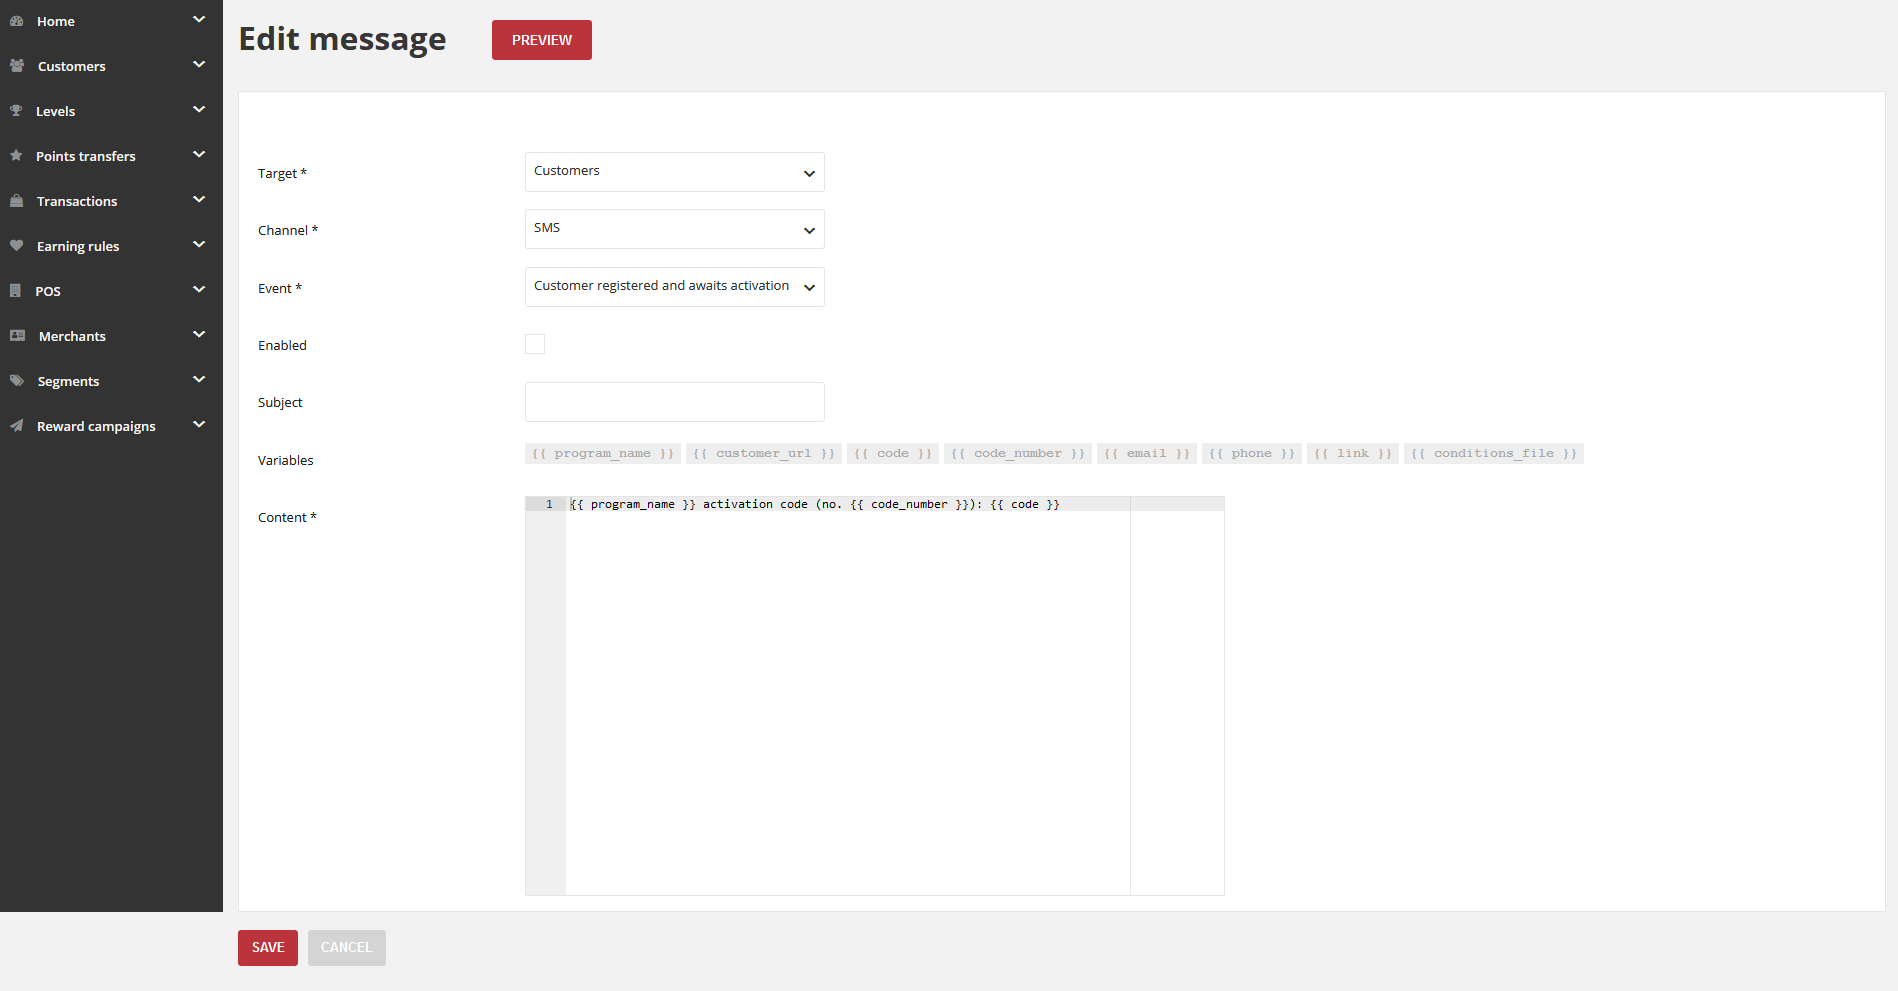 Home
Customers
Levels
Points transfers
Transactions
Earning rules
POS
Merchants
Segments
Reward campaigns
Edit message
PREVIEW
Target *
Customers
Channel *
SMS
Event *
Customer registered and awaits activation
Enabled
Subject
Variables
{{ program_name }} {{ customer_url }} {{ code }} {{ code_number }} {{ email }} {{ phone }} {{ link }} {{ conditions_file }}
Content *
1 {{ program_name }} activation code (no. {{ code_number }}): {{ code }}
SAVE
CANCEL